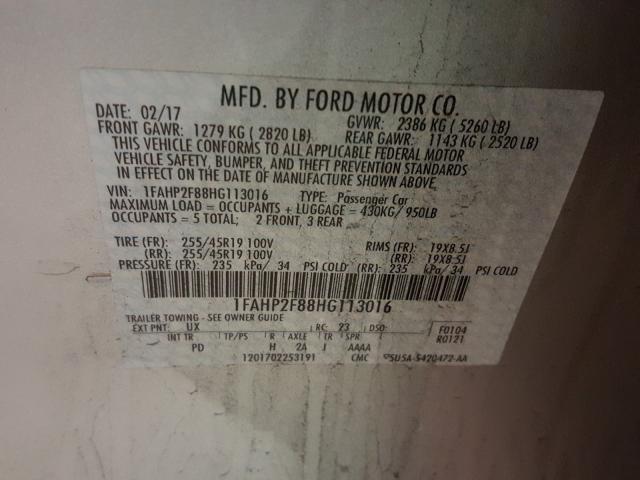 MFD. BY FORD MOTOR CO.
DATE: 02/17 GVWR: 2386 KG ( 5260 LB)
FRONT GAWR: 1279 KG ( 2820 LB) REAR GAWR: 1143 KG ( 2520 LB)
THIS VEHICLE CONFORMS TO ALL APPLICABLE FEDERAL MOTOR
VEHICLE SAFETY, BUMPER, AND THEFT PREVENTION STANDARDS
IN EFFECT ON THE DATE OF MANUFACTURE SHOWN ABOVE.
VIN: 1FAHP2F88HG113016 TYPE: Passenger Car
MAXIMUM LOAD = OCCUPANTS + LUGGAGE = 430KG/ 950LB
OCCUPANTS = 5 TOTAL; 2 FRONT, 3 REAR
TIRE (FR): 255/45R19 100V RIMS (FR): 19X8.5J
(RR): 255/45R19 100V (RR): 19X8.5J
PRESSURE (FR): 235 kPa/ 34 PSI COLD (RR): 235 kPa/ 34 PSI COLD
1FAHP2F88HG113016
TRAILER TOWING - SEE OWNER GUIDE
EXT PNT: UX RC: 23 DSO: F0104
INT TR TP/PS R AXLE TR SPR R0121
PD H 2A J AAAA
1201702253191 CMC 5U5A-5420472-AA